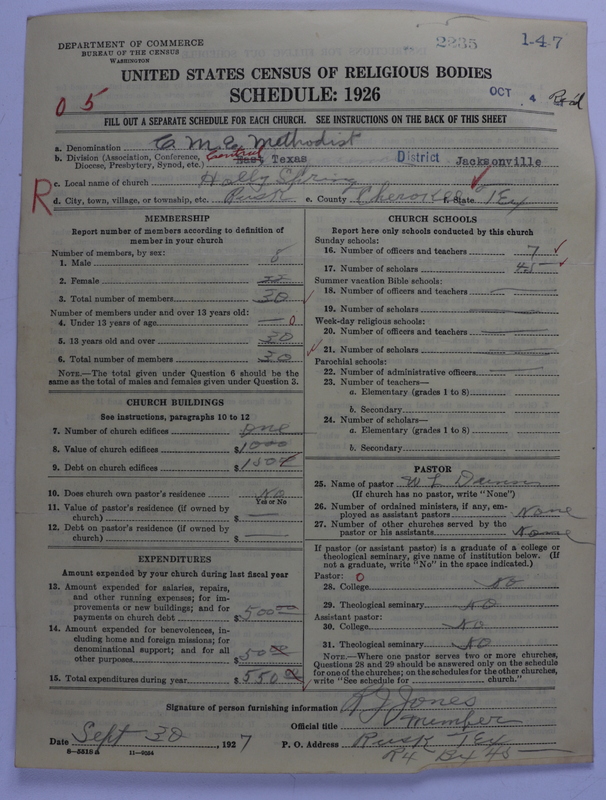 DEPARTMENT OF COMMERCE
BUREAU OF THE CENSUS
WASHINGTON
2235
1-47
UNITED STATES CENSUS OF RELIGIOUS BODIES
SCHEDULE: 1926
OCT 4 Rec'd
05
FILL OUT A SEPARATE SCHEDULE FOR EACH CHURCH. SEE INSTRUCTIONS ON THE BACK OF THIS SHEET
a. Denomination C. M. E. Methodist
b. Division (Association, Conference, Diocese, Presbytery, Synod, etc.) Central East Texas District Jacksonville
R
c. Local name of church Holly Spring
d. City, town, village, or township, etc. Rusk e. County Cherokee f. State Tex
MEMBERSHIP
Report number of members according to definition of member in your church
Number of members, by sex:
1. Male 8
2. Female 22
3. Total number of members 30
Number of members under and over 13 years old:
4. Under 13 years of age 0
5. 13 years old and over 30
6. Total number of members 30
NOTE.—The total given under Question 6 should be same as the total of males and females given under Question 3.
CHURCH BUILDINGS
See instructions, paragraphs 10 to 12
7. Number of church edifices One
8. Value of church edifices $1000
9. Debt on church edifices $
10. Does church own pastor's residence No
Yes or No
11. Value of pastor's residence (if owned by church) $
12. Debt on pastor's residence (if owned by church) $
EXPENDITURES
Amount expended by your church during last fiscal year
13. Amount expended for salaries, repairs, and other running expenses; for improvements or new buildings; and for payments on church debt $500 00
14. Amount expended for benevolences, including home and foreign missions; for denominational support; and for all other purposes $50
15. Total expenditures during year $550
CHURCH SCHOOLS
Report here only schools conducted by this church
Sunday schools:
16. Number of officers and teachers 7
17. Number of scholars 45
Summer vacation Bible schools:
18. Number of officers and teachers
19. Number of scholars
Week-day religious schools:
20. Number of officers and teachers
21. Number of scholars
Parochial schools:
22. Number of administrative officers
23. Number of teachers—
a. Elementary (grades 1 to 8)
b. Secondary
24. Number of scholars—
a. Elementary (grades 1 to 8)
b. Secondary
PASTOR
25. Name of pastor W L
(If church has no pastor, write "None")
26. Number of ordained ministers, if any, employed as assistant pastors None
27. Number of other churches served by the pastor or his assistants None
If pastor (or assistant pastor) is a graduate of a college or theological seminary, give name of institution below. (If not a graduate, write "No" in the space indicated.)
Pastor: 0
28. College No
29. Theological seminary No
Assistant pastor:
30. College No
31. Theological seminary No
NOTE.—Where one pastor serves two or more churches, Questions 28 and 29 should be answered only on the schedule for one of the churches; on the schedules for the other churches, write "See schedule for church."
Signature of person furnishing information R J Jones
Official title Member
Date Sept 30, 1927 P. O. Address Rusk Tex
R4 Bx 45
8—5518 a 11—9054